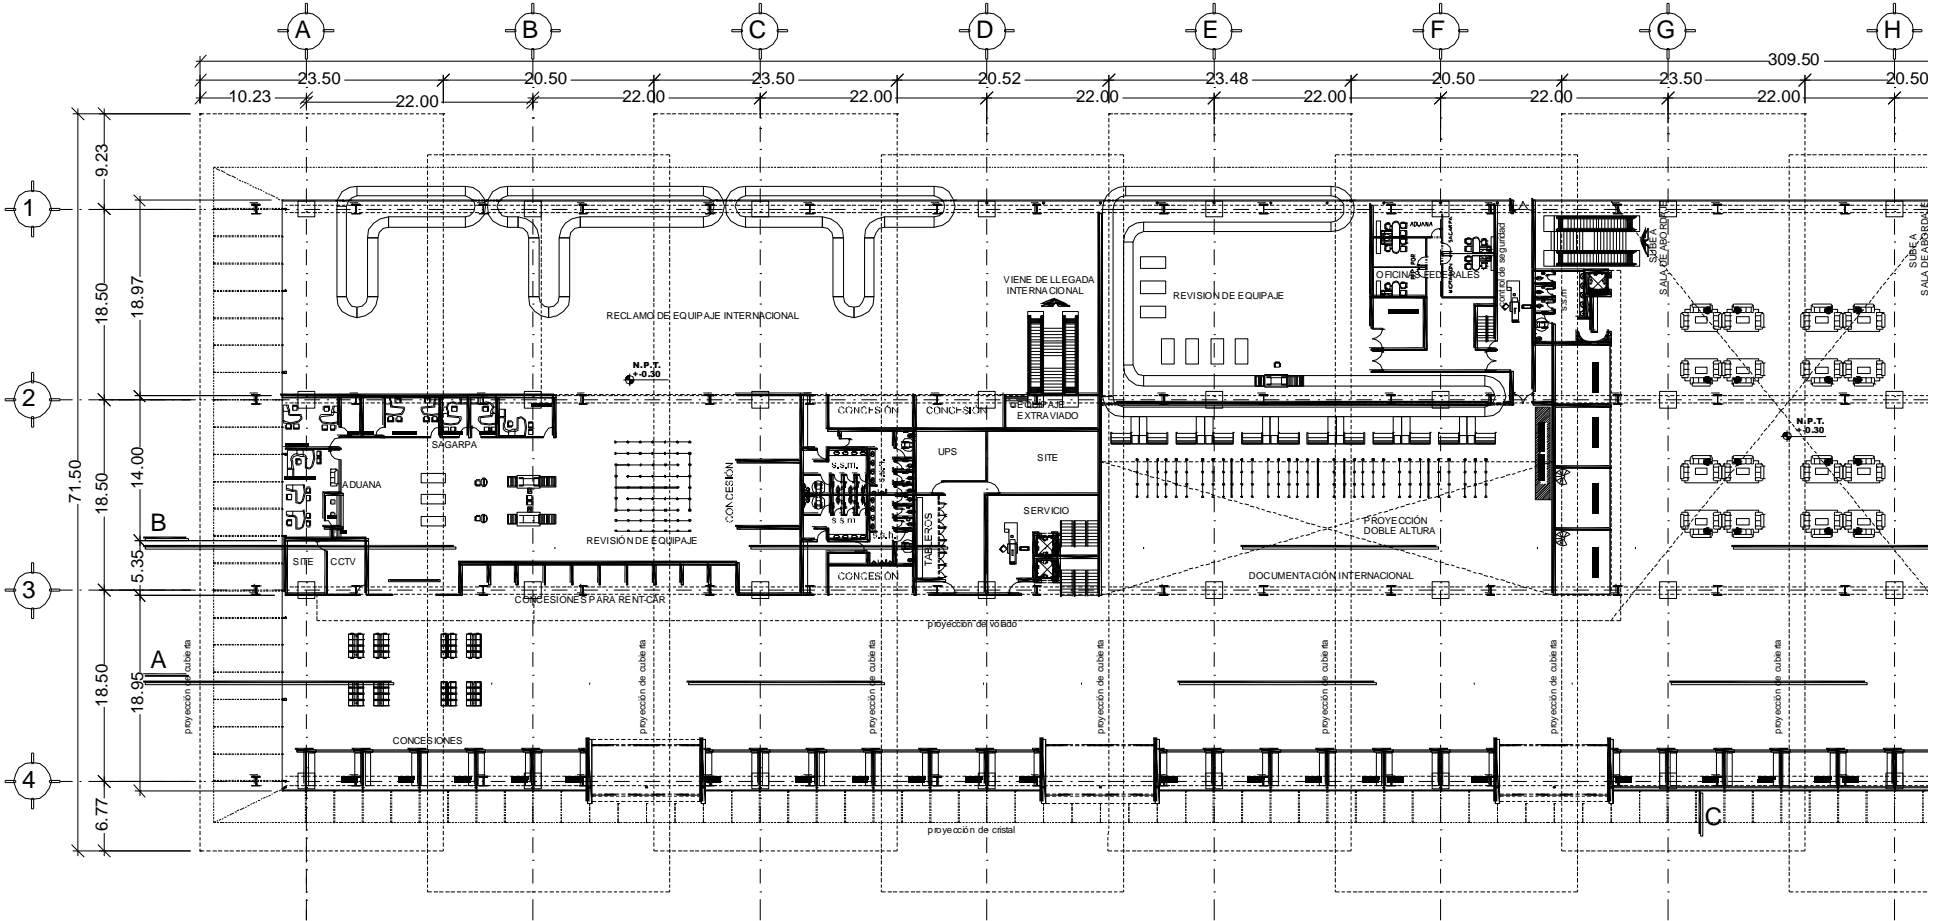 A B C D E F G H
309.50
23.50 20.50 23.50 20.52 23.48 20.50 23.50 20.50
10.23 22.00 22.00 22.00 22.00 22.00 22.00 22.00
9.23
1
18.97
18.50
71.50
2
14.00
18.50
B
5.35
3
A
18.50
18.95
4
6.77
VIENE DE LLEGADA
INTERNACIONAL
RECLAMO DE EQUIPAJE INTERNACIONAL
N.P.T.
+-0.30
REVISION DE EQUIPAJE
ADUANA
SAGARPA
OFICINAS FEDERALES
control de seguridad
s.s.m
SUBE A
SALA DE ABORDAJE
SUBE A
SALA DE ABORDAJE
N.P.T.
+-0.30
CONCESIÓN
CONCESIÓN
EQUIPAJE
EXTRAVIADO
SAGARPA
ADUANA
CONCESIÓN
s.s.m.
s.s.m
s.s.h.
UPS
SITE
TABLEROS
SERVICIO
REVISIÓN DE EQUIPAJE
SITE
CCTV
CONCESIÓN
PROYECCIÓN
DOBLE ALTURA
DOCUMENTACIÓN INTERNACIONAL
CONCESIONES PARA RENT-CAR
proyección de volado
proyección de cubierta
proyección de cubierta
proyección de cubierta
proyección de cubierta
proyección de cubierta
proyección de cubierta
proyección de cubierta
CONCESIONES
proyección de cristal
C